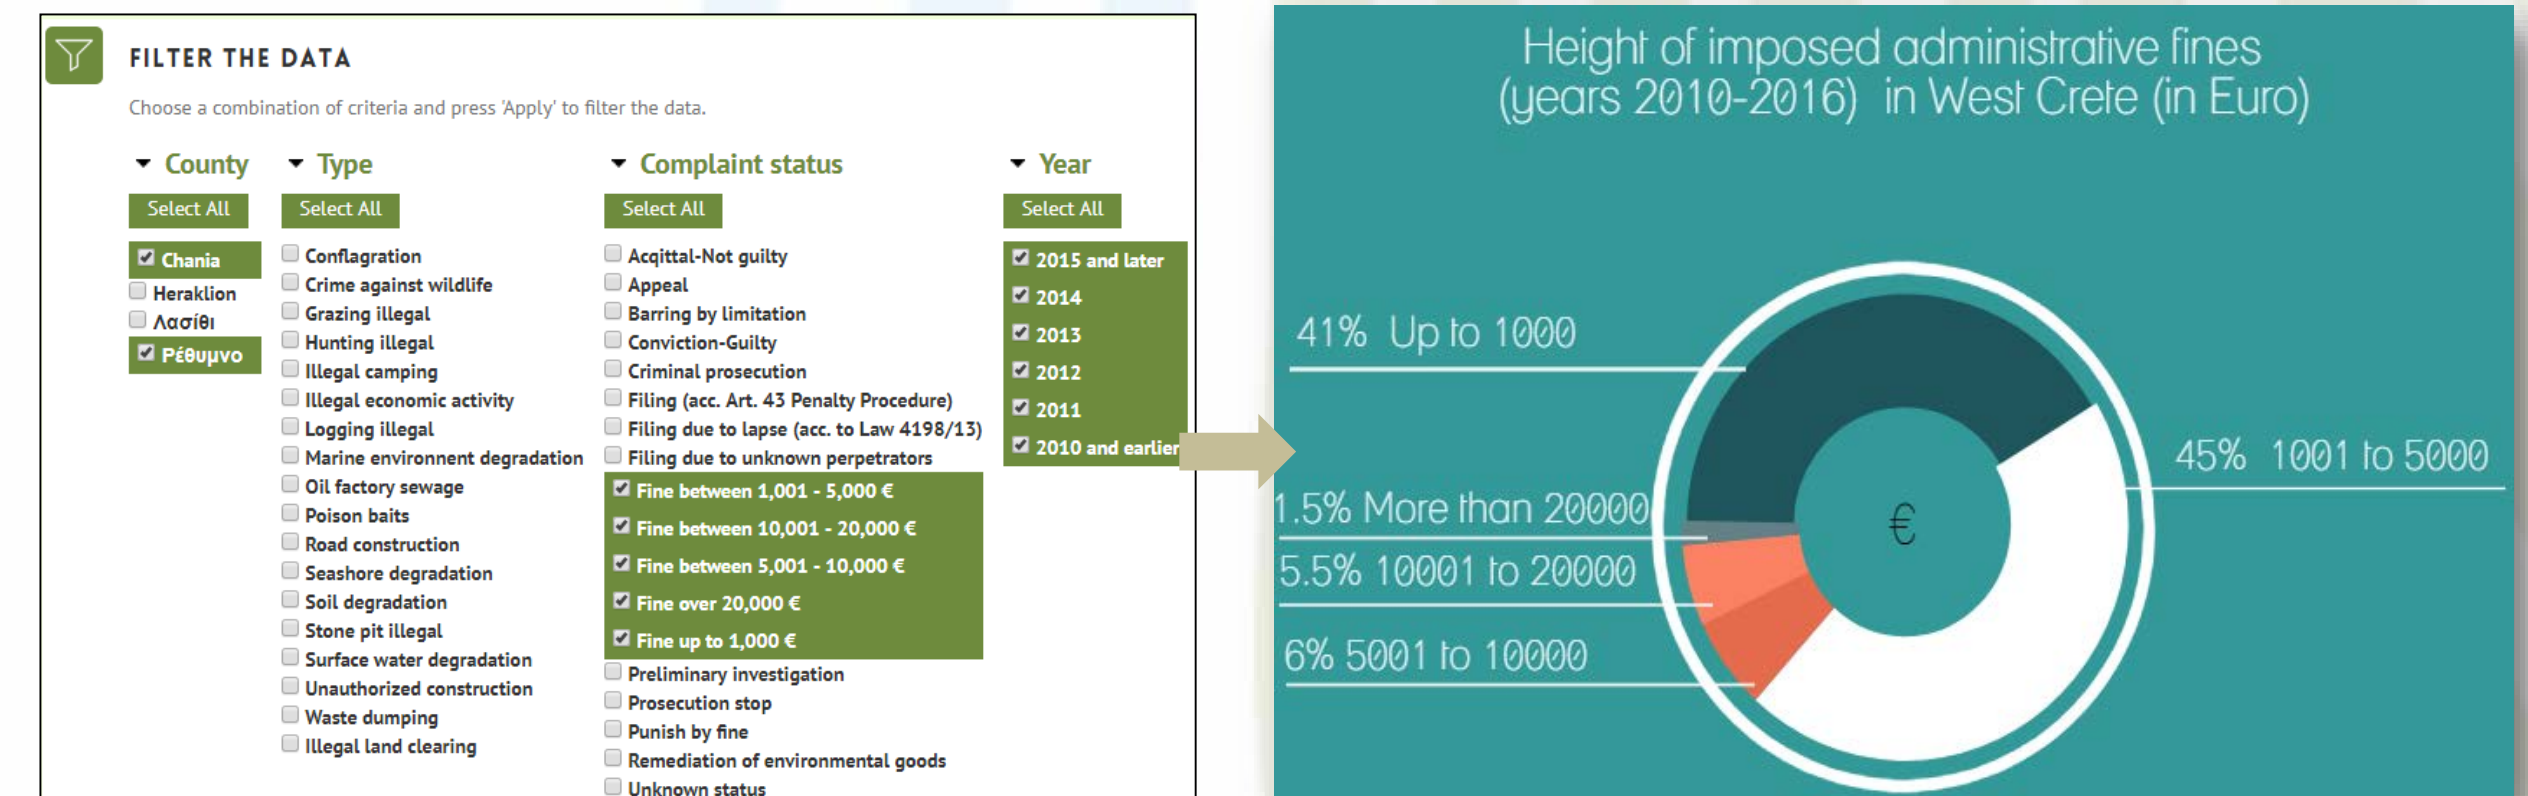 FILTER THE DATA
Choose a combination of criteria and press 'Apply' to filter the data.
County
Select All
Chania
Heraklion
Λασίθι
Ρέθυμνο
Type
Select All
Conflagration
Crime against wildlife
Grazing illegal
Hunting illegal
Illegal camping
Illegal economic activity
Logging illegal
Marine environnent degradation
Oil factory sewage
Poison baits
Road construction
Seashore degradation
Soil degradation
Stone pit illegal
Surface water degradation
Unauthorized construction
Waste dumping
Illegal land clearing
Complaint status
Select All
Acqittal-Not guilty
Appeal
Barring by limitation
Conviction-Guilty
Criminal prosecution
Filing (acc. Art. 43 Penalty Procedure)
Filing due to lapse (acc. to Law 4198/13)
Filing due to unknown perpetrators
Fine between 1,001 - 5,000 €
Fine between 10,001 - 20,000 €
Fine between 5,001 - 10,000 €
Fine over 20,000 €
Fine up to 1,000 €
Preliminary investigation
Prosecution stop
Punish by fine
Remediation of environmental goods
Unknown status
Year
Select All
2015 and later
2014
2013
2012
2011
2010 and earlier
Height of imposed administrative fines
(years 2010-2016) in West Crete (in Euro)
41% Up to 1000
45% 1001 to 5000
1.5% More than 20000
5.5% 10001 to 20000
6% 5001 to 10000
€